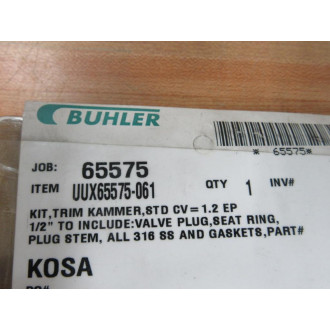 BUHLER
* 65575*
JOB: 65575
ITEM UUX65575-061 QTY 1 INV#
KIT,TRIM KAMMER,STD CV=1.2 EP
1/2" TO INCLUDE:VALVE PLUG,SEAT RING,
PLUG STEM, ALL 316 SS AND GASKETS,PART#
KOSA